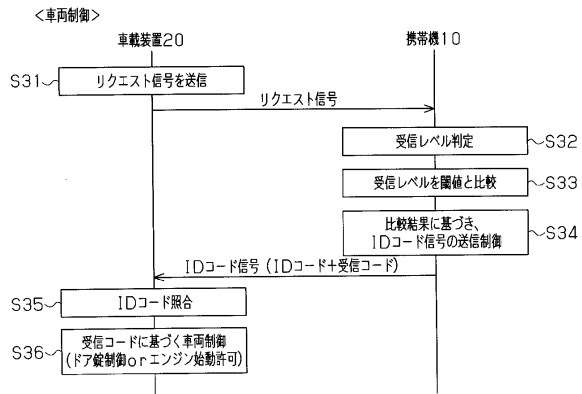 <車両制御>
車載装置20
携帯機10
S31
リクエスト信号を送信
リクエスト信号
受信レベル判定
S32
受信レベルを閾値と比較
S33
比較結果に基づき、
IDコード信号の送信制御
S34
IDコード信号(IDコード+受信コード)
S35
IDコード照合
S36
受信コードに基づく車両制御
(ドア錠制御orエンジン始動許可)